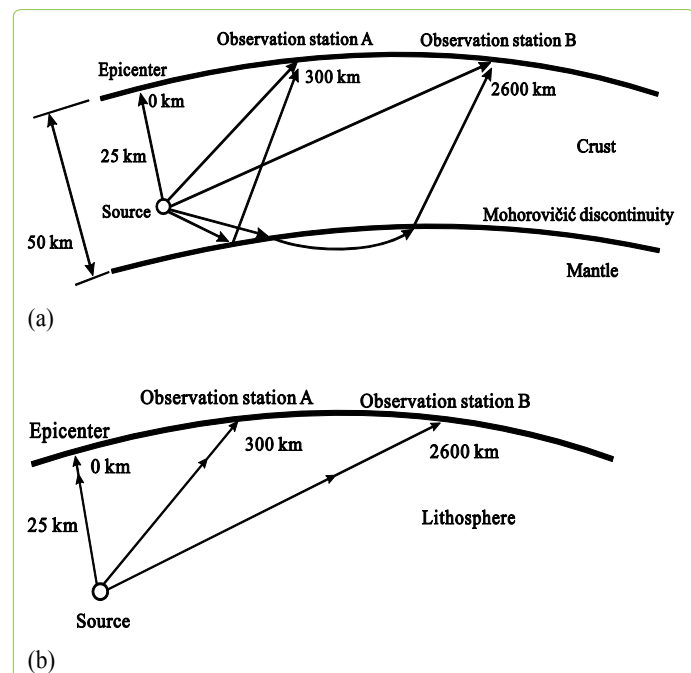 Observation station A
Observation station B
Epicenter
0 km
300 km
2600 km
25 km
Crust
Source
Mohorovičić discontinuity
50 km
Mantle
(a)
Observation station A
Observation station B
Epicenter
0 km
300 km
2600 km
25 km
Lithosphere
Source
(b)